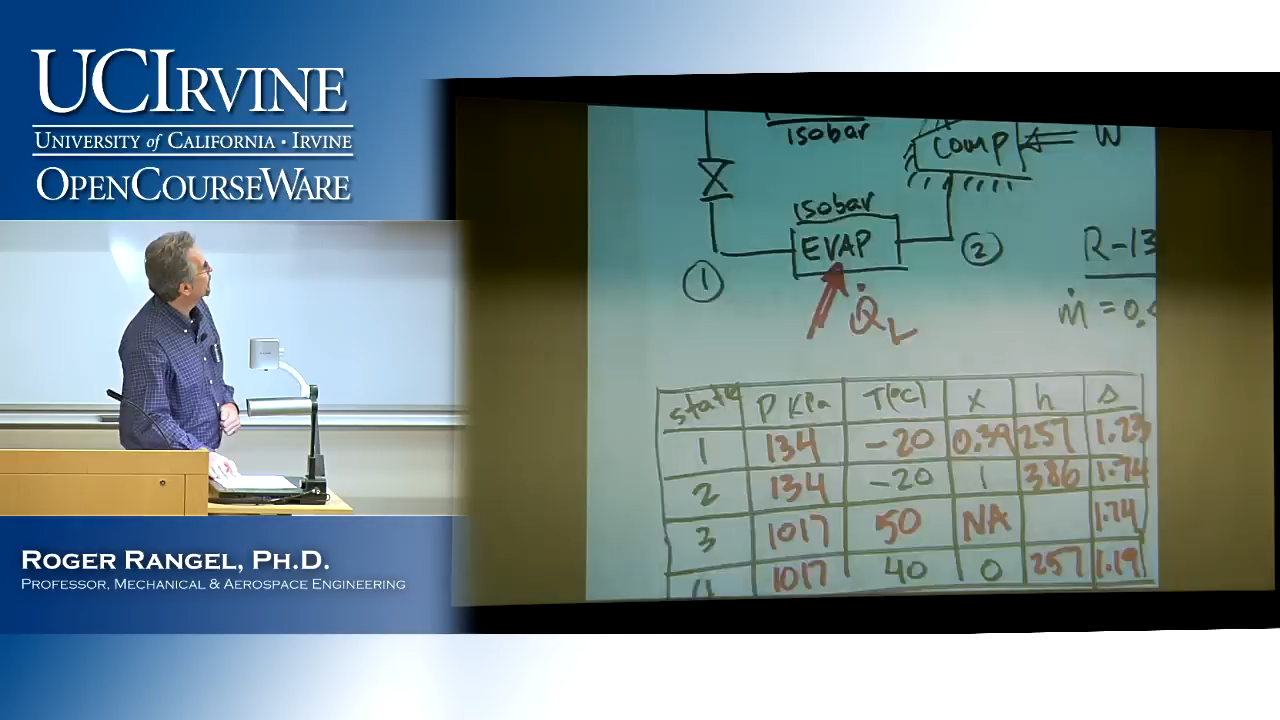 UCIRVINE
UNIVERSITY of CALIFORNIA · IRVINE
OPENCOURSEWARE
isobar
COMP
W
isobar
EVAP
1
2
R-13
ṁ = 0.
Q̇L
state P KPa T(°C) x h s
1 134 -20 0.39 257 1.23
2 134 -20 1 386 1.74
3 1017 50 NA 1.74
4 1017 40 0 257 1.19
ROGER RANGEL, PH.D.
PROFESSOR, MECHANICAL & AEROSPACE ENGINEERING